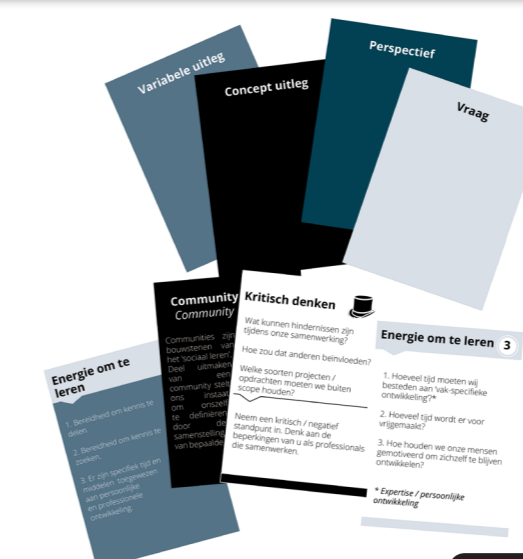 Variabele uitleg
Concept uitleg
Perspectief
Vraag
Energie om te
leren
1. Bereidheid om kennis te
delen.
2. Bereidheid om kennis te
zoeken.
3. Er zijn specifiek tijd en
middelen toegewezen
aan persoonlijke
en professionele
ontwikkeling.
Community
Community
Communities zijn
bouwstenen van
het 'sociaal leren'.
Deel uitmaken
van een
community stelt
ons in staat
om onszelf
te definiëren
door de
samenstelling
van bepaalde
Kritisch denken
Wat kunnen hindernissen zijn
tijdens onze samenwerking?
Hoe zou dat anderen beinvloeden?
Welke soorten projecten /
opdrachten moeten we buiten
scope houden?
Neem een kritisch / negatief
standpunt in. Denk aan de
beperkingen van u als professionals
die samenwerken.
Energie om te leren 3
1. Hoeveel tijd moeten wij
besteden aan 'vak-specifieke
ontwikkeling'?*
2. Hoeveel tijd wordt er voor
vrijgemaakt?
3. Hoe houden we onze mensen
gemotiveerd om zichzelf te blijven
ontwikkelen?
* Expertise / persoonlijke
ontwikkeling